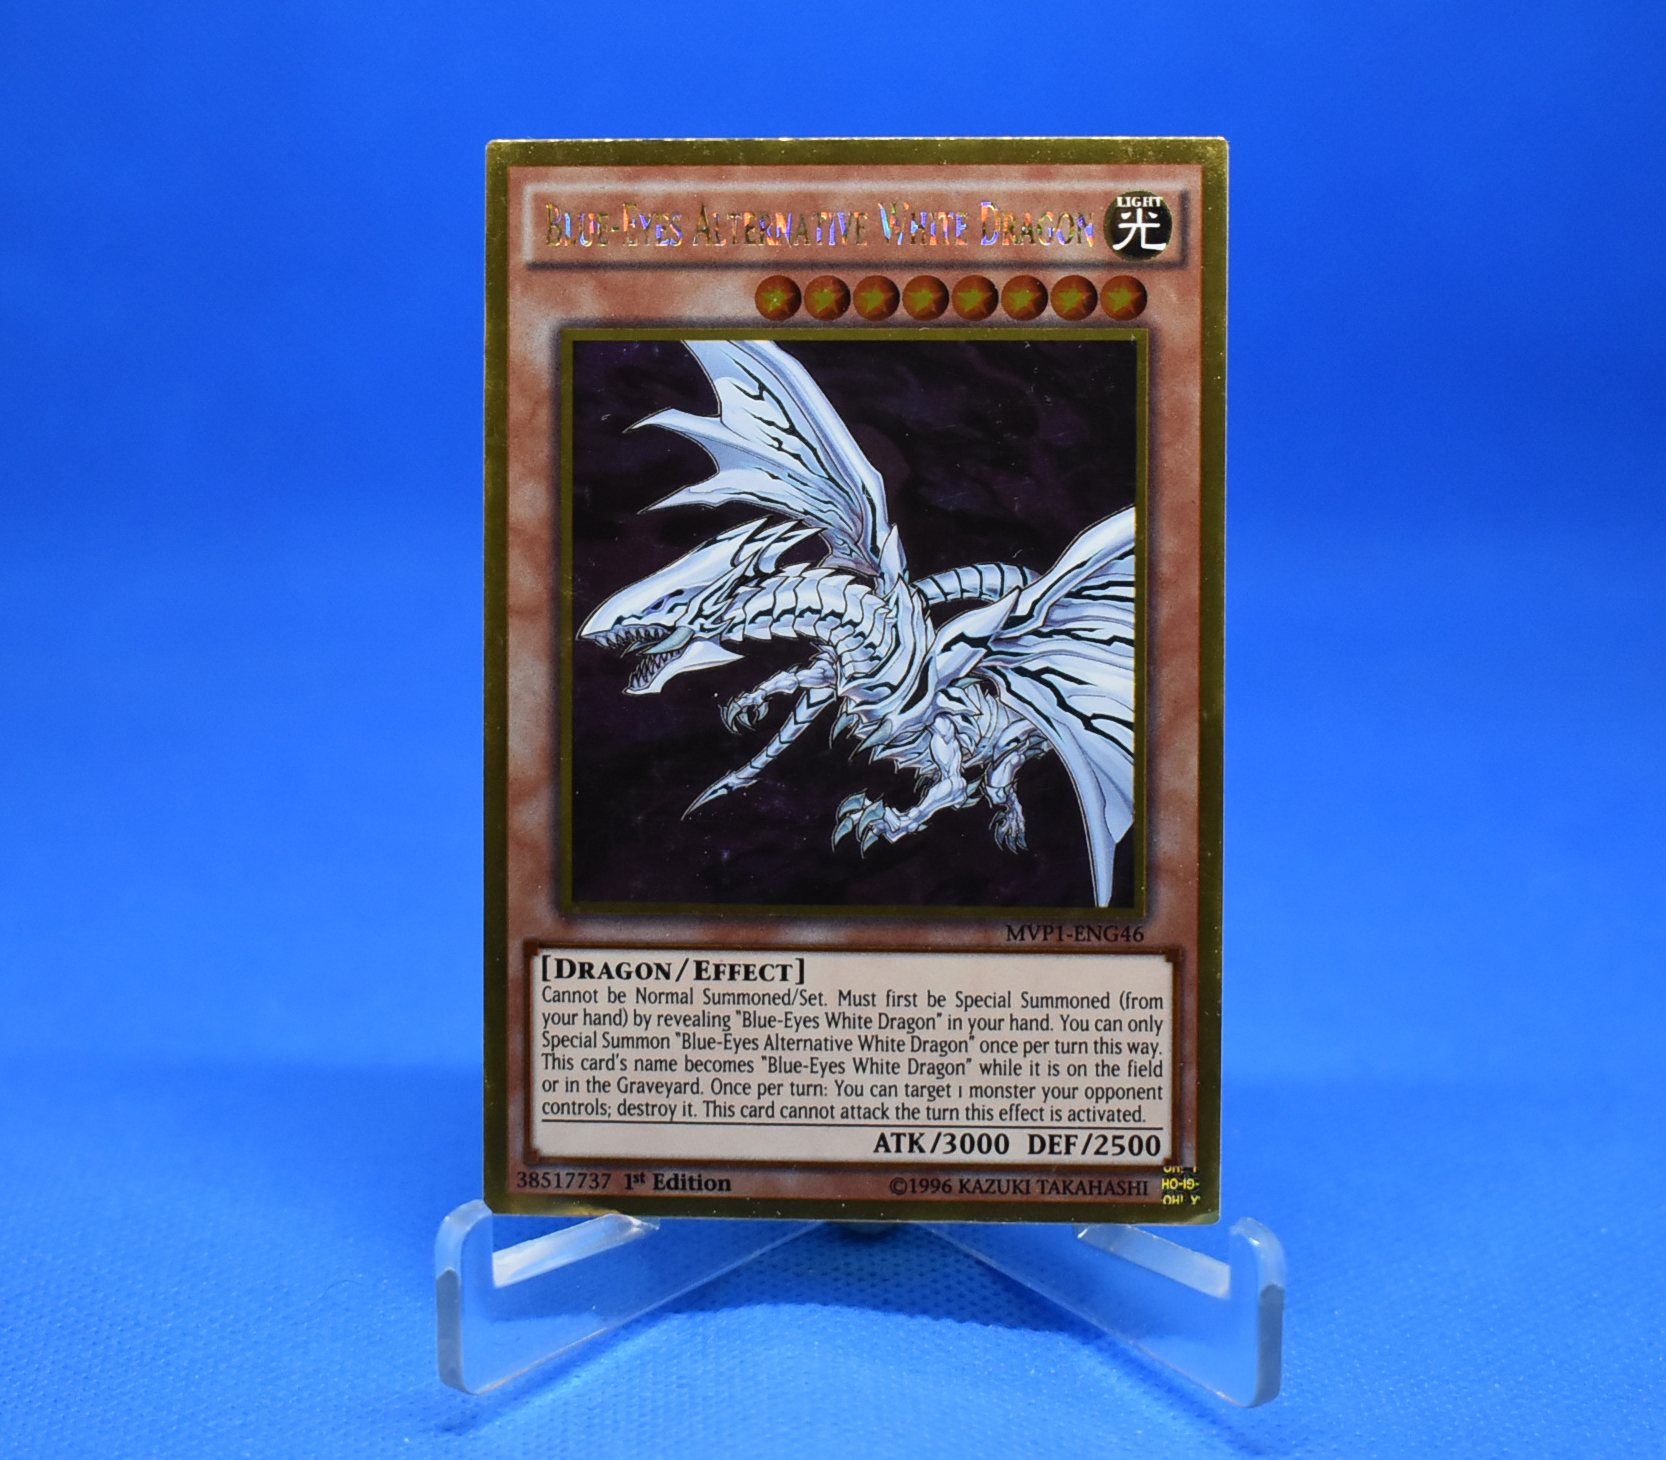 Blue-Eyes Alternative White Dragon
LIGHT
光
MVP1-ENG46
[Dragon/Effect]
Cannot be Normal Summoned/Set. Must first be Special Summoned (from
your hand) by revealing "Blue-Eyes White Dragon" in your hand. You can only
Special Summon "Blue-Eyes Alternative White Dragon" once per turn this way.
This card's name becomes "Blue-Eyes White Dragon" while it is on the field
or in the Graveyard. Once per turn: You can target 1 monster your opponent
controls; destroy it. This card cannot attack the turn this effect is activated.
ATK/3000 DEF/2500
38517737 1st Edition
©1996 KAZUKI TAKAHASHI